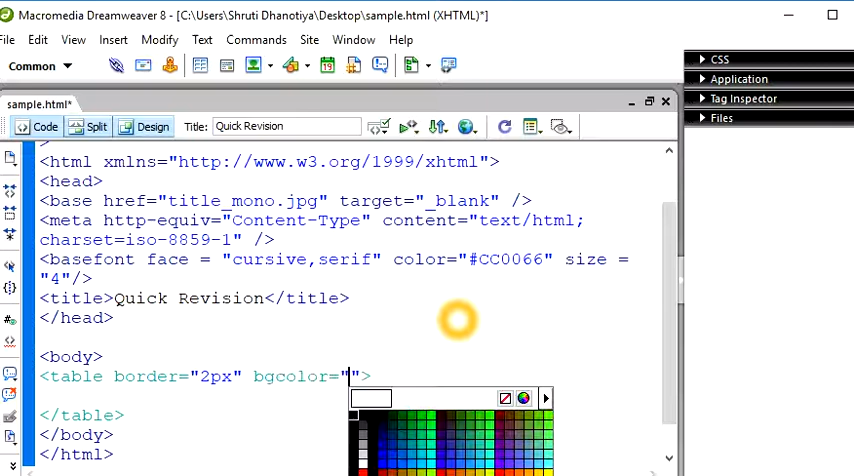 Macromedia Dreamweaver 8 - [C:\Users\Shruti Dhanotiya\Desktop\sample.html (XHTML)*]
File Edit View Insert Modify Text Commands Site Window Help
Common
CSS
Application
Tag Inspector
Files
sample.html*
Code Split Design Title: Quick Revision
>
<html xmlns="http://www.w3.org/1999/xhtml">
<head>
<base href="title_mono.jpg" target="_blank" />
<meta http-equiv="Content-Type" content="text/html;
charset=iso-8859-1" />
<basefont face = "cursive,serif" color="#CC0066" size =
"4"/>
<title>Quick Revision</title>
</head>
<body>
<table border="2px" bgcolor="">
</table>
</body>
</html>